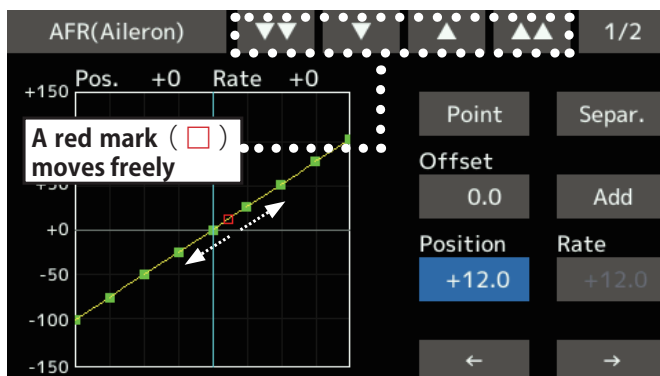 AFR(Aileron) ▼▼ ▼ ▲ ▲▲ 1/2
Pos. +0 Rate +0
+150
Point Separ.
A red mark ( □ )
moves freely
Offset
+50
0.0 Add
+0
Position Rate
-50
+12.0 +12.0
-100
-150
← →